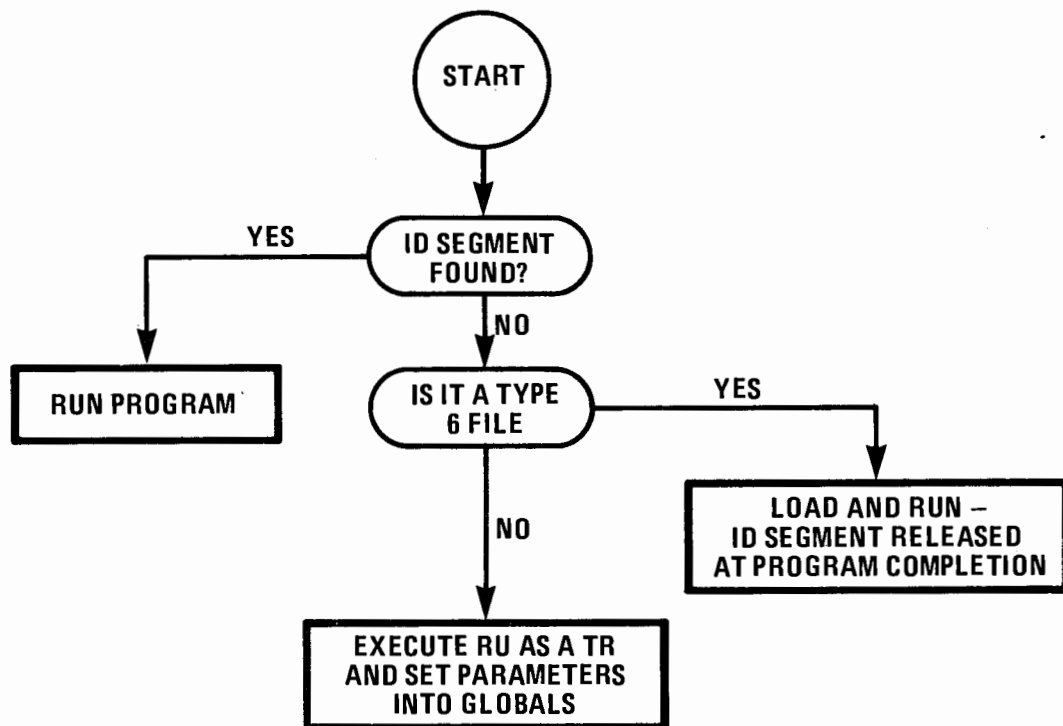 START
YES
ID SEGMENT
FOUND?
NO
RUN PROGRAM
IS IT A TYPE
6 FILE
YES
NO
LOAD AND RUN –
ID SEGMENT RELEASED
AT PROGRAM COMPLETION
EXECUTE RU AS A TR
AND SET PARAMETERS
INTO GLOBALS